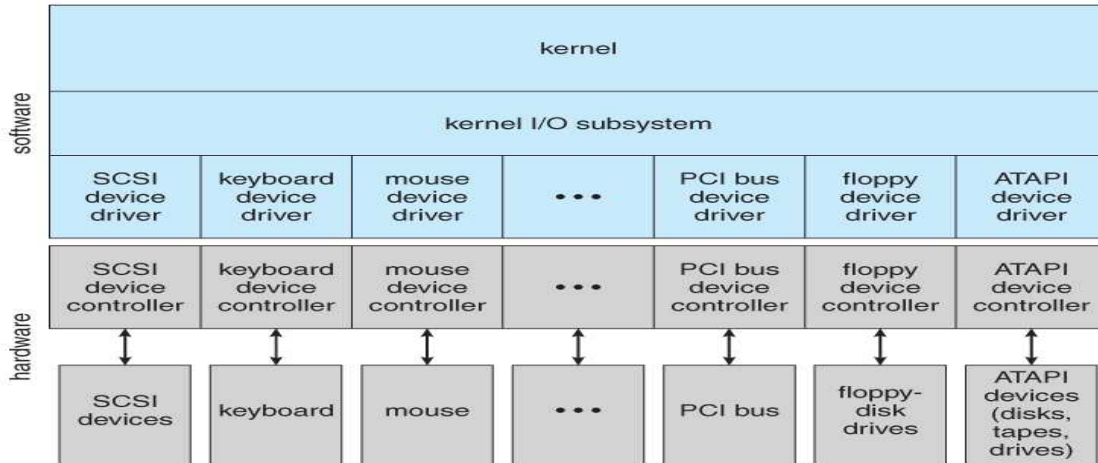 software
kernel
kernel I/O subsystem
SCSI
device
driver
keyboard
device
driver
mouse
device
driver
•••
PCI bus
device
driver
floppy
device
driver
ATAPI
device
driver
hardware
SCSI
device
controller
keyboard
device
controller
mouse
device
controller
•••
PCI bus
device
controller
floppy
device
controller
ATAPI
device
controller
SCSI
devices
keyboard
mouse
•••
PCI bus
floppy-
disk
drives
ATAPI
devices
(disks,
tapes,
drives)